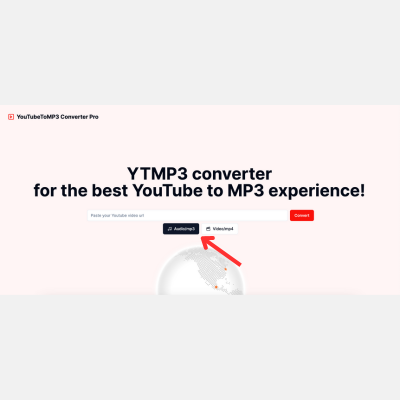 YouTubeToMP3 Converter Pro
YTMP3 converter
for the best YouTube to MP3 experience!
Paste your Youtube video url
Convert
Audio/mp3
Video/mp4